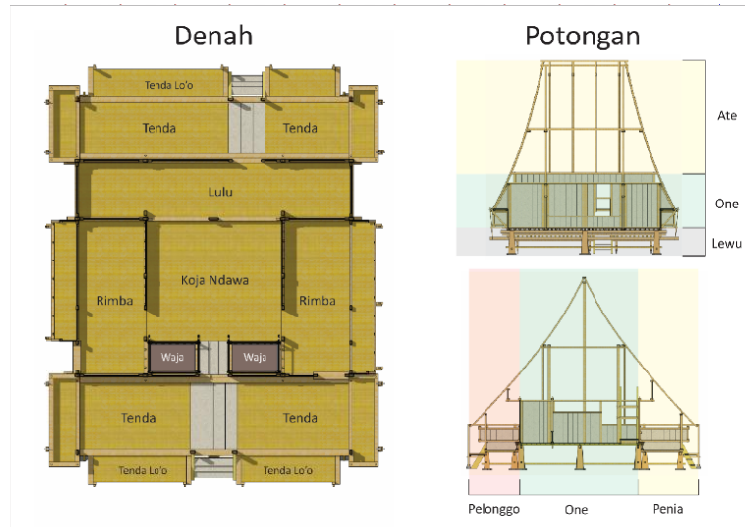 Denah
Tenda Lo'o
Tenda
Tenda
Lulu
Rimba
Koja Ndawa
Rimba
Waja
Waja
Tenda
Tenda
Tenda Lo'o
Tenda Lo'o
Potongan
Ate
One
Lewu
Pelonggo
One
Penia